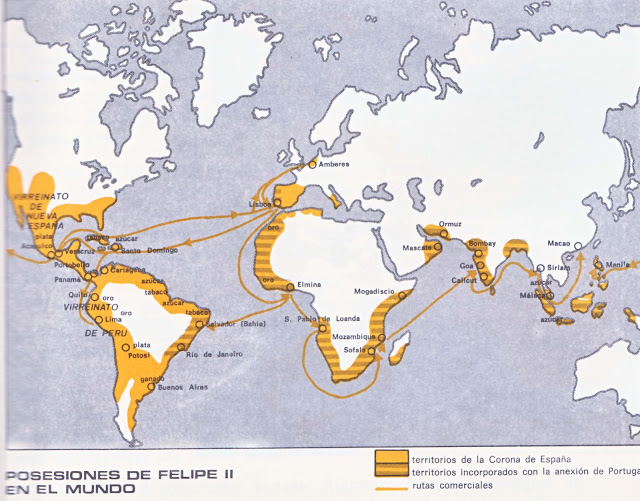 Amberes
Lisboa
VIRREINATO
DE
NUEVA
ESPAÑA
plata
Acapulco
Veracruz
azúcar
Santo Domingo
Portobello
Cartagena
Panamá
oro
oro
Elmina
Ormuz
Mascate
Bombay
Goa
Calicut
Macao
Siriam
Manila
azúcar
Málaca
azúcar
Mogadiscio
azúcar
tabaco
azúcar
tabaco
Quito
oro
VIRREINATO
oro
Lima
DE PERU
Salvador (Bahía)
S. Pablo de Loanda
Mozambique
Sofala
plata
Potosí
Río de Janeiro
ganado
Buenos Aires
POSESIONES DE FELIPE II
EN EL MUNDO
territorios de la Corona de España
territorios incorporados con la anexión de Portuga
rutas comerciales